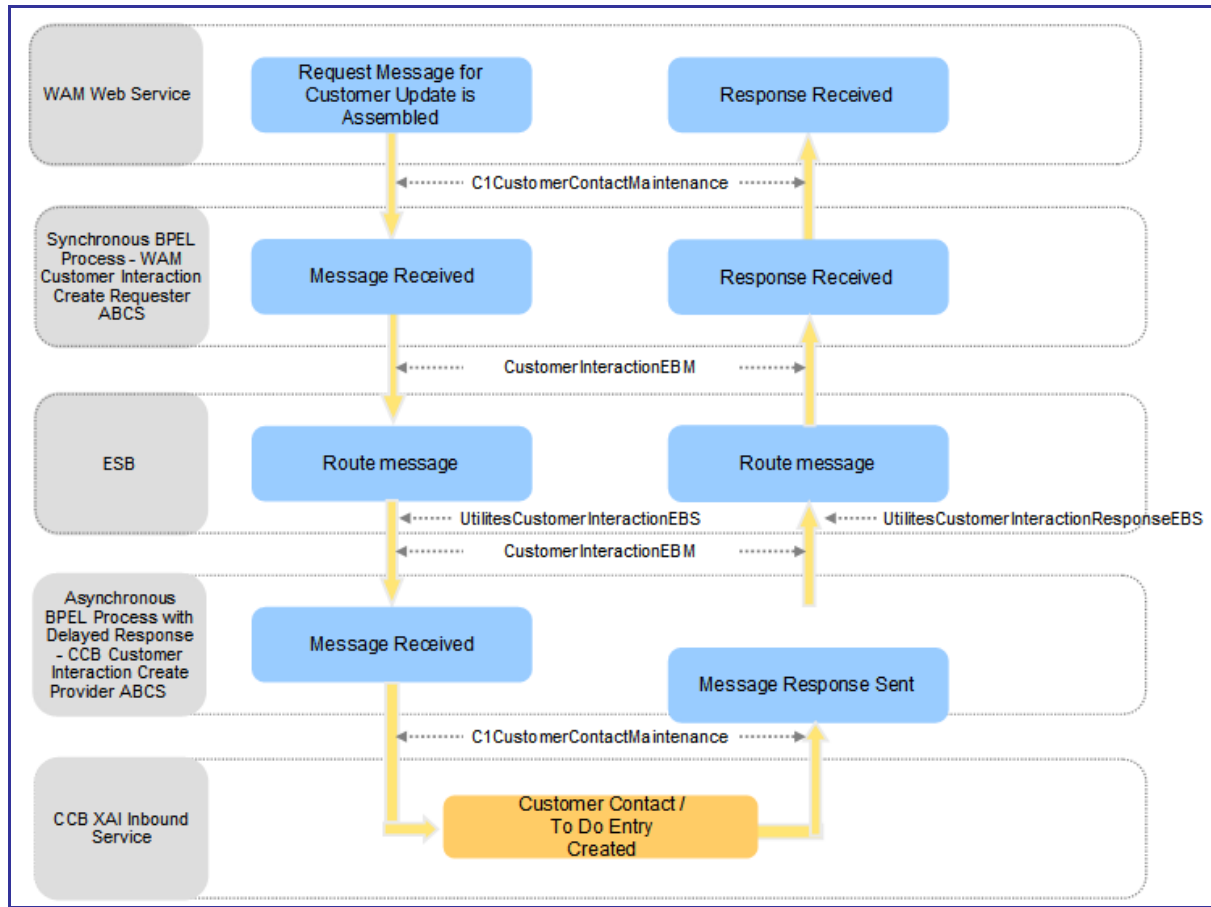 WAM Web Service
Request Message for
Customer Update is
Assembled
Response Received
C1CustomerContactMaintenance
Synchronous BPEL
Process - WAM
Customer Interaction
Create Requester
ABCS
Message Received
Response Received
CustomerInteractionEBM
ESB
Route message
Route message
UtilitesCustomerInteractionEBS
UtilitesCustomerInteractionResponseEBS
CustomerInteractionEBM
Asynchronous
BPEL Process with
Delayed Response
- CCB Customer
Interaction Create
Provider ABCS
Message Received
Message Response Sent
C1CustomerContactMaintenance
CCB XAI Inbound
Service
Customer Contact /
To Do Entry
Created